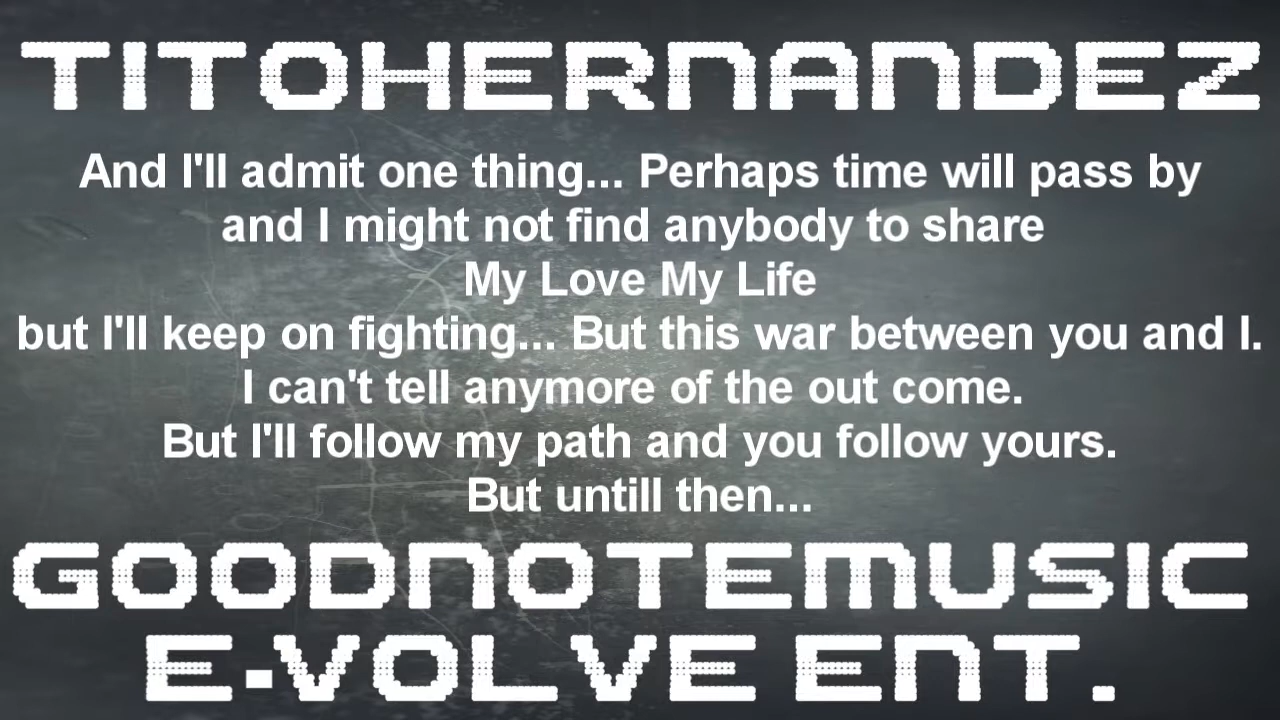 TITOHERNANDEZ
And I'll admit one thing... Perhaps time will pass by
and I might not find anybody to share
My Love My Life
but I'll keep on fighting... But this war between you and I.
I can't tell anymore of the out come.
But I'll follow my path and you follow yours.
But untill then...
GOODNOTEMUSIC
E-VOLVE ENT.